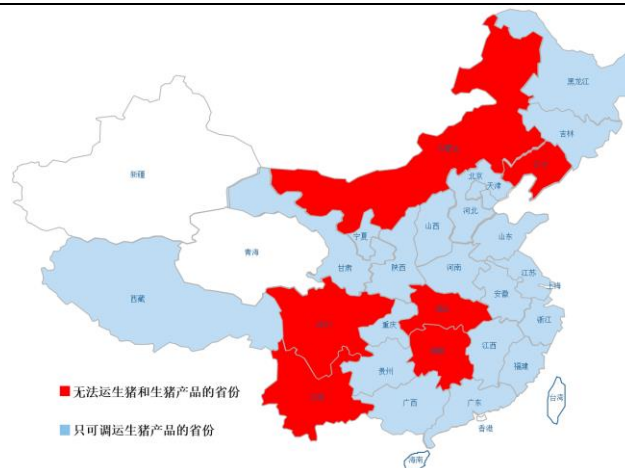 黑龙江
吉林
新疆
北京
天津
河北
山西
宁夏
青海
山东
甘肃
陕西
河南
江苏
西藏
安徽
上海
重庆
浙江
江西
贵州
福建
无法运生猪和生猪产品的省份
广西
广东
台湾
只可调运生猪产品的省份
香港
海南